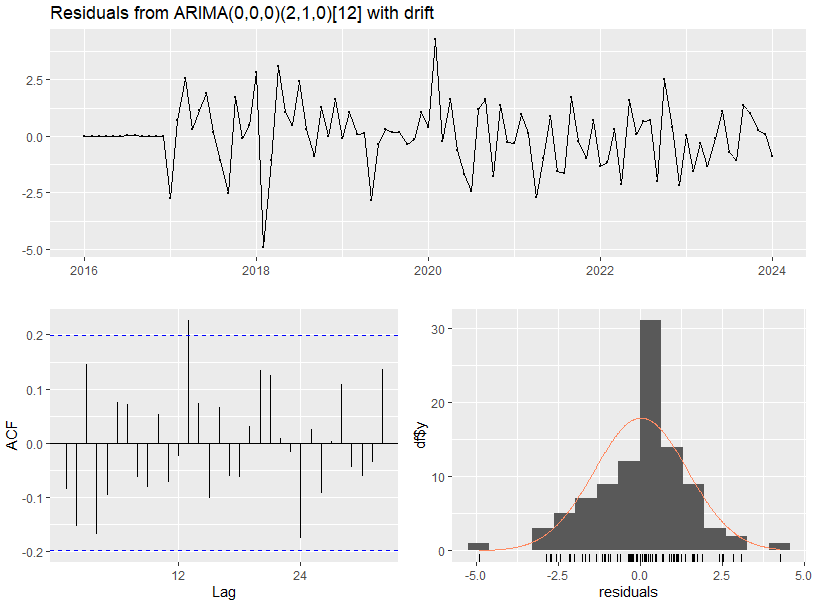 Residuals from ARIMA(0,0,0)(2,1,0)[12] with drift
2.5
0.0
-2.5
-5.0
2016 2018 2020 2022 2024
0.2
0.1
0.0
-0.1
-0.2
ACF
12 24
Lag
30
20
10
0
df$y
-5.0 -2.5 0.0 2.5 5.0
residuals